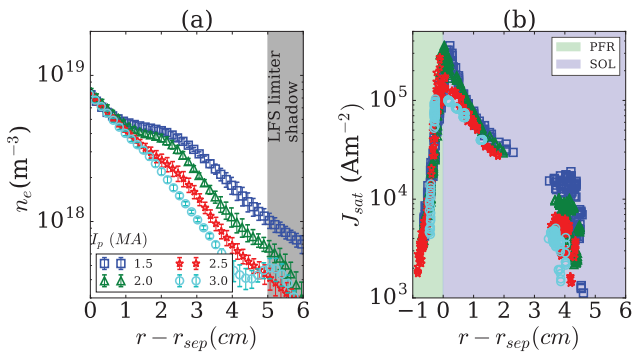 (a)
10^19
10^18
n_e (m^−3)
LFS limiter
shadow
I_p (MA)
1.5 2.5
2.0 3.0
0 1 2 3 4 5 6
r − r_sep (cm)
(b)
PFR
SOL
10^5
10^4
10^3
J_sat (Am^−2)
−1 0 1 2 3 4 5 6
r − r_sep (cm)